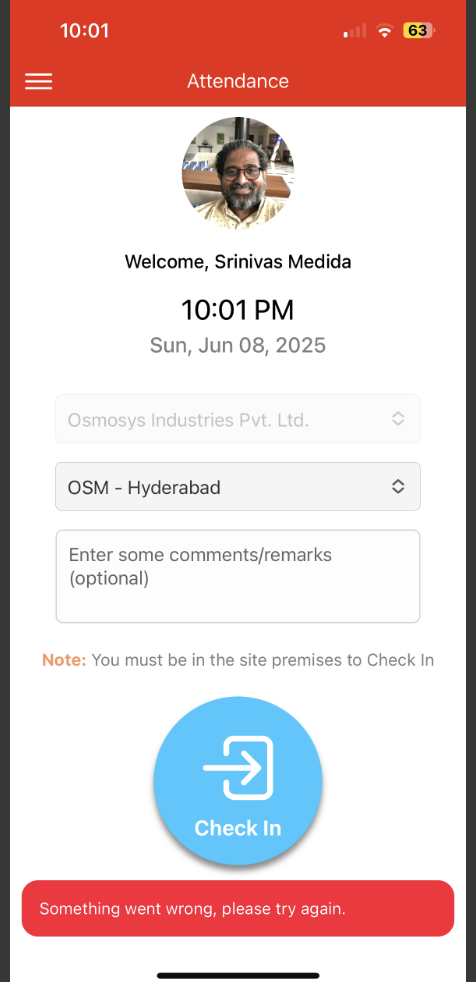 10:01
63
Attendance
Welcome, Srinivas Medida
10:01 PM
Sun, Jun 08, 2025
Osmosys Industries Pvt. Ltd.
OSM - Hyderabad
Enter some comments/remarks
(optional)
Note: You must be in the site premises to Check In
Check In
Something went wrong, please try again.